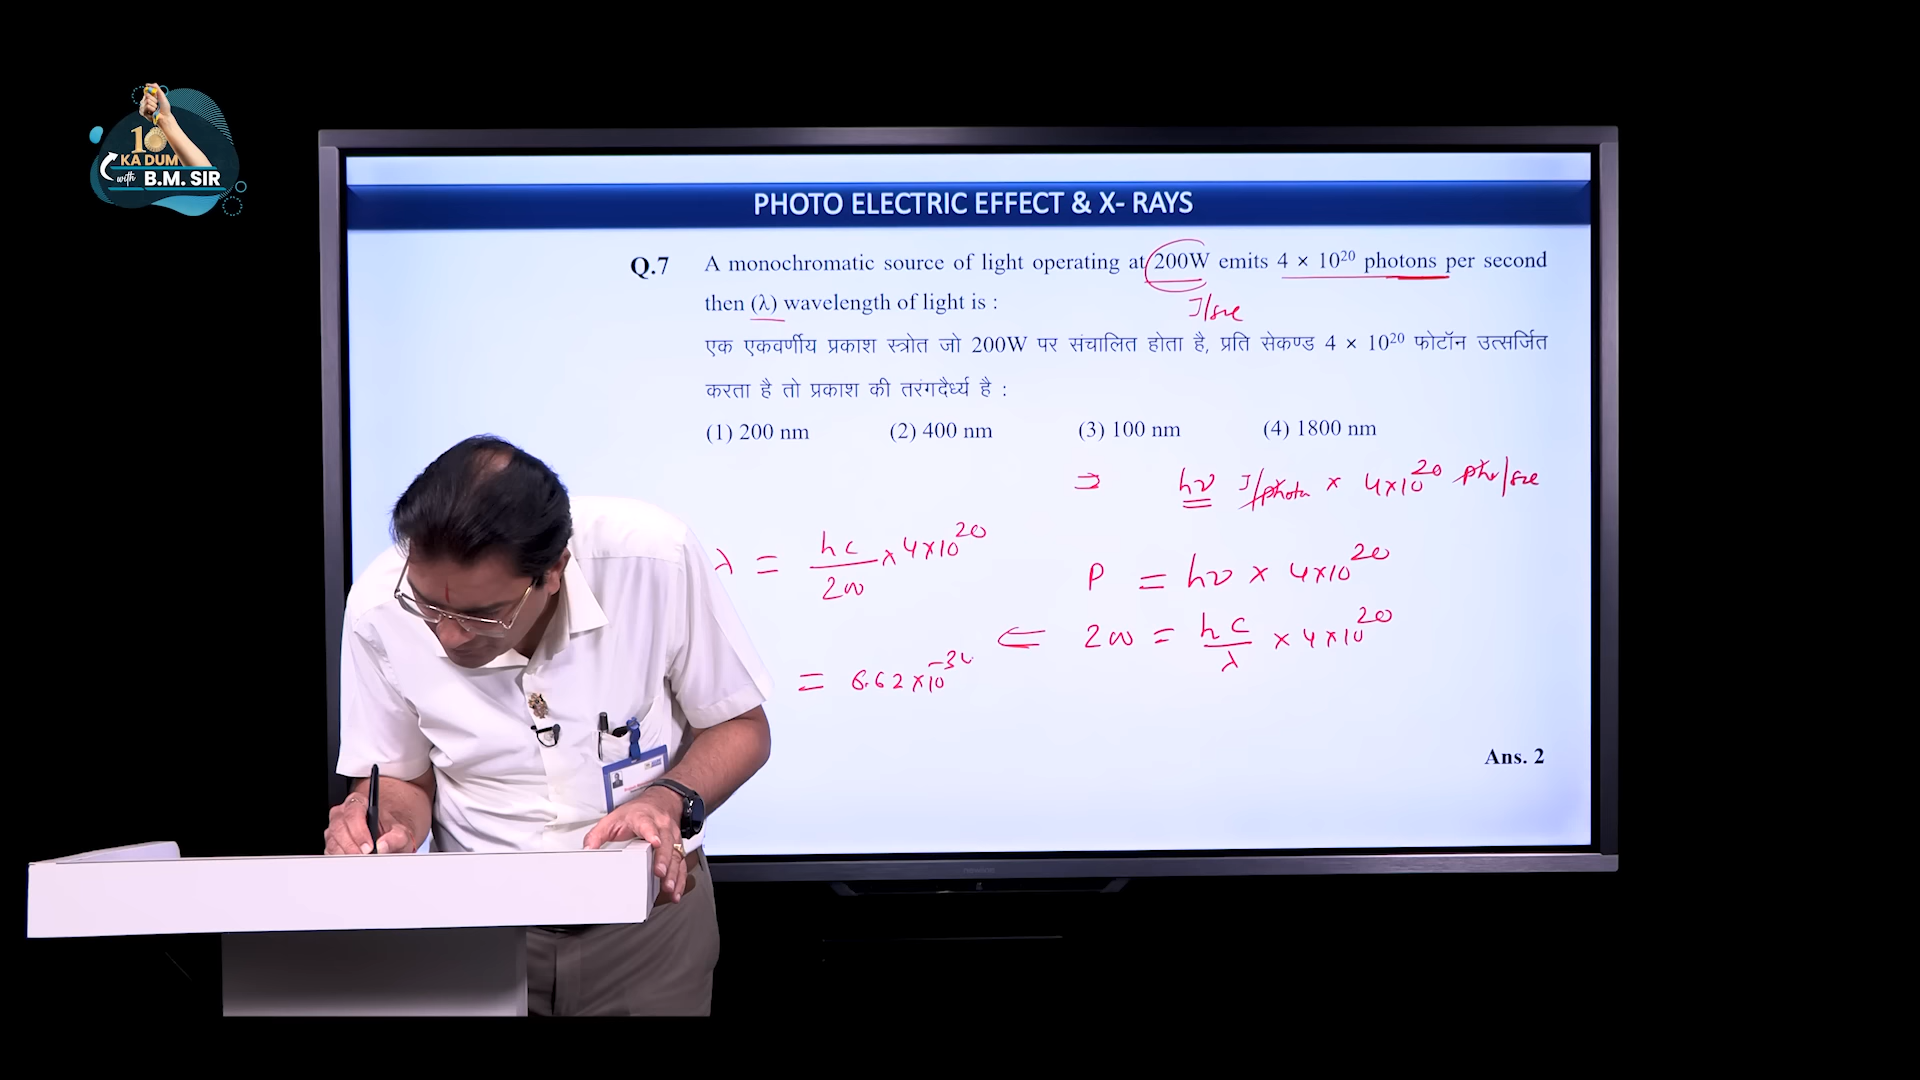 10
KA DUM
with B.M. SIR
PHOTO ELECTRIC EFFECT & X- RAYS
Q.7 A monochromatic source of light operating at 200W emits 4 × 10²⁰ photons per second
then (λ) wavelength of light is :
J/sec
एक एकवर्णीय प्रकाश स्त्रोत जो 200W पर संचालित होता है, प्रति सेकण्ड 4 × 10²⁰ फोटॉन उत्सर्जित
करता है तो प्रकाश की तरंगदैर्ध्य है :
(1) 200 nm (2) 400 nm (3) 100 nm (4) 1800 nm
⇒ hν J/photon × 4×10²⁰ pho/sec
λ = hc/200 × 4×10²⁰
P = hν × 4×10²⁰
⇐ 200 = hc/λ × 4×10²⁰
= 6.62×10⁻³⁴
Ans. 2